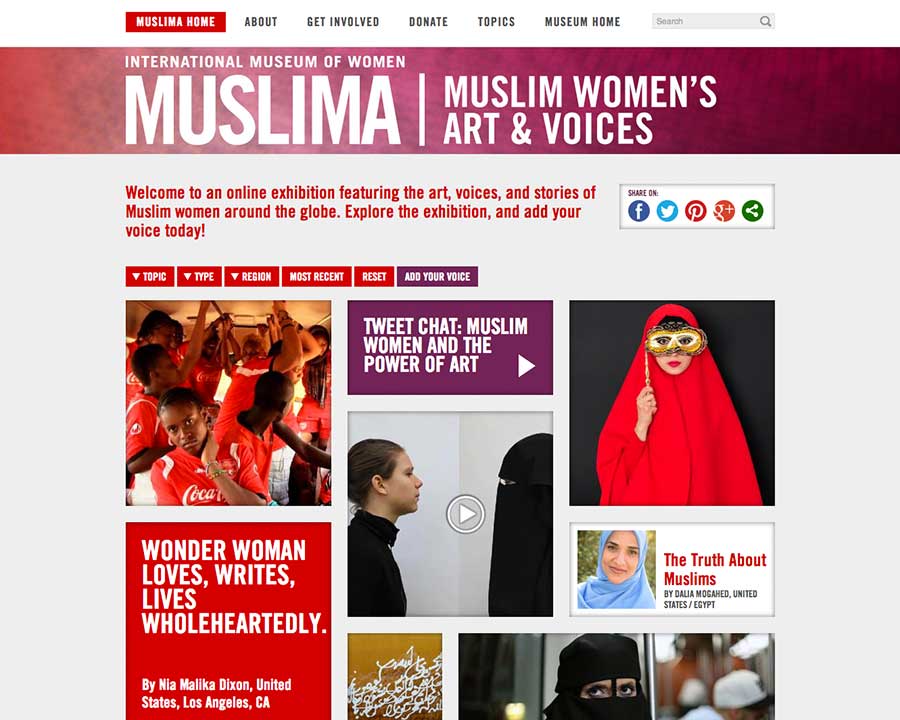 MUSLIMA HOME
ABOUT
GET INVOLVED
DONATE
TOPICS
MUSEUM HOME
Search
INTERNATIONAL MUSEUM OF WOMEN
MUSLIMA
MUSLIM WOMEN'S
ART & VOICES
Welcome to an online exhibition featuring the art, voices, and stories of
Muslim women around the globe. Explore the exhibition, and add your
voice today!
SHARE ON:
TOPIC
TYPE
REGION
MOST RECENT
RESET
ADD YOUR VOICE
Coca-Cola
TWEET CHAT: MUSLIM
WOMEN AND THE
POWER OF ART
WONDER WOMAN
LOVES, WRITES,
LIVES
WHOLEHEARTEDLY.
By Nia Malika Dixon, United
States, Los Angeles, CA
The Truth About
Muslims
BY DALIA MOGAHED, UNITED
STATES / EGYPT